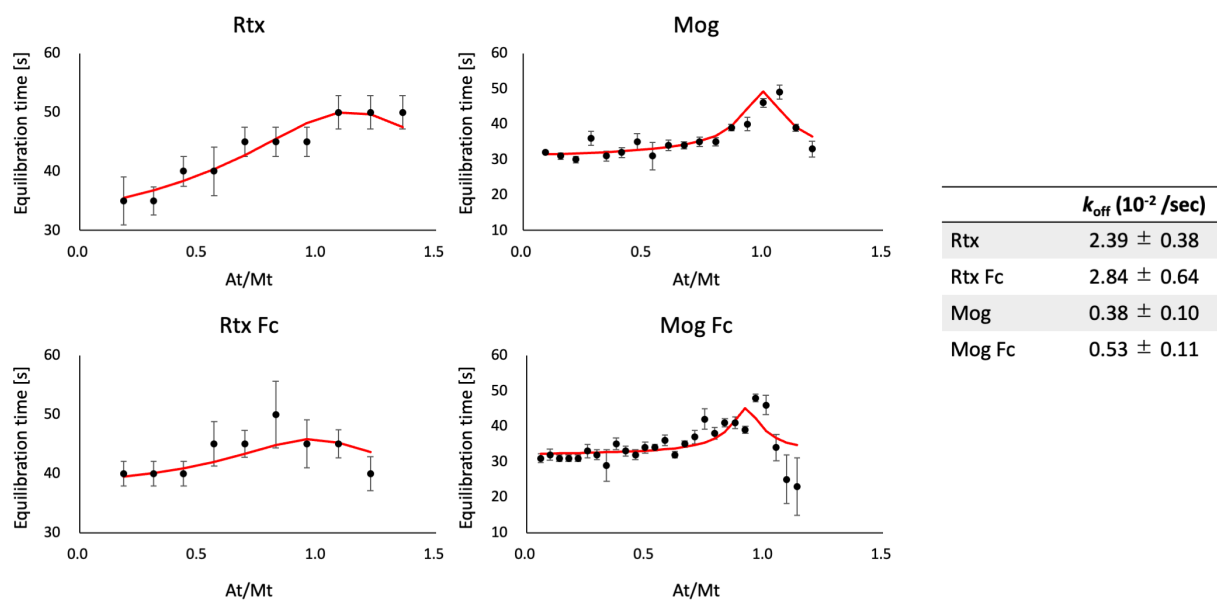 Rtx
Equilibration time [s]
60
50
40
30
0.0 0.5 1.0 1.5
At/Mt
Mog
Equilibration time [s]
60
50
40
30
20
10
0.0 0.5 1.0 1.5
At/Mt
Rtx Fc
Equilibration time [s]
60
50
40
30
0.0 0.5 1.0 1.5
At/Mt
Mog Fc
Equilibration time [s]
60
50
40
30
20
10
0.0 0.5 1.0 1.5
At/Mt
koff (10-2 /sec)
Rtx 2.39 ± 0.38
Rtx Fc 2.84 ± 0.64
Mog 0.38 ± 0.10
Mog Fc 0.53 ± 0.11